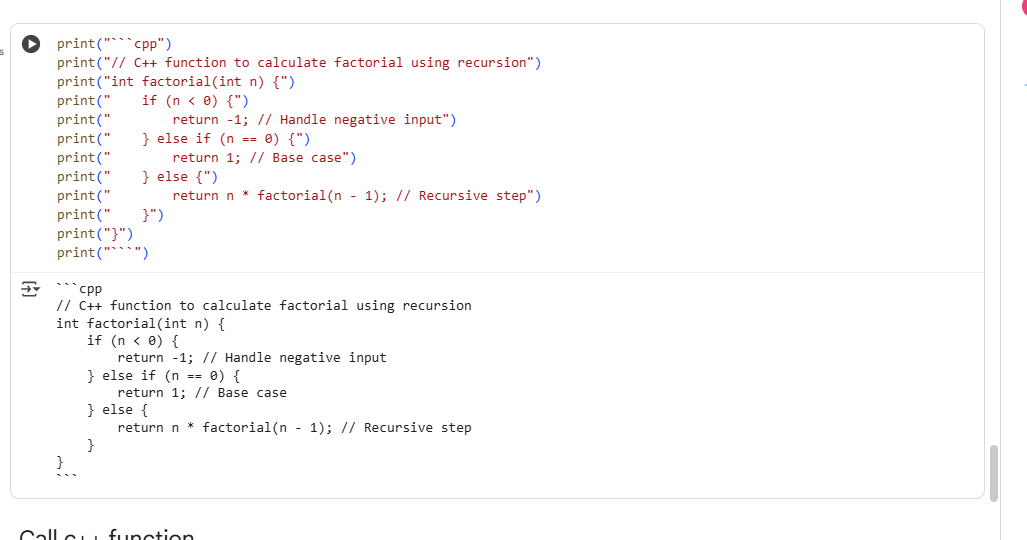 print("```cpp")
print("// C++ function to calculate factorial using recursion")
print("int factorial(int n) {")
print("    if (n < 0) {")
print("        return -1; // Handle negative input")
print("    } else if (n == 0) {")
print("        return 1; // Base case")
print("    } else {")
print("        return n * factorial(n - 1); // Recursive step")
print("    }")
print("}")
print("```")
```cpp
// C++ function to calculate factorial using recursion
int factorial(int n) {
    if (n < 0) {
        return -1; // Handle negative input
    } else if (n == 0) {
        return 1; // Base case
    } else {
        return n * factorial(n - 1); // Recursive step
    }
}
```
Call c++ function